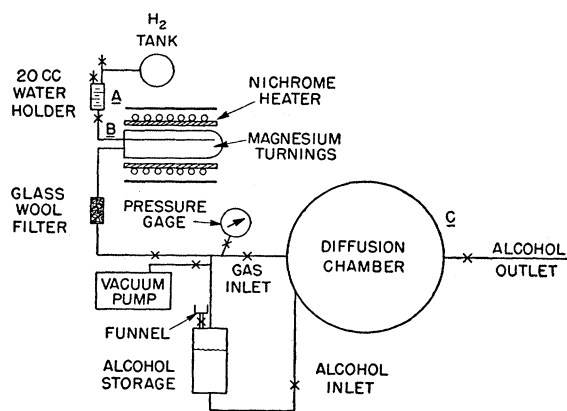 H2
TANK
20 CC
WATER
HOLDER
A
B
NICHROME
HEATER
MAGNESIUM
TURNINGS
GLASS
WOOL
FILTER
PRESSURE
GAGE
DIFFUSION
CHAMBER
C
ALCOHOL
OUTLET
GAS
INLET
VACUUM
PUMP
FUNNEL
ALCOHOL
STORAGE
ALCOHOL
INLET